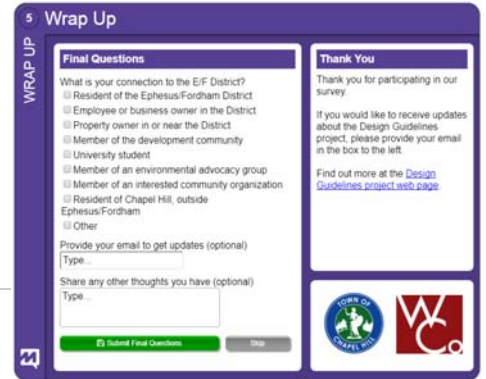 5 Wrap Up
WRAP UP
Final Questions
What is your connection to the E/F District?
Resident of the Ephesus/Fordham District
Employee or business owner in the District
Property owner in or near the District
Member of the development community
University student
Member of an environmental advocacy group
Member of an interested community organization
Resident of Chapel Hill, outside
Ephesus/Fordham
Other
Provide your email to get updates (optional)
Type...
Share any other thoughts you have (optional)
Type...
Submit Final Questions
Skip
Thank You
Thank you for participating in our
survey.
If you would like to receive updates
about the Design Guidelines
project, please provide your email
in the box to the left.
Find out more at the Design
Guidelines project web page.
TOWN OF
CHAPEL HILL
W
Co